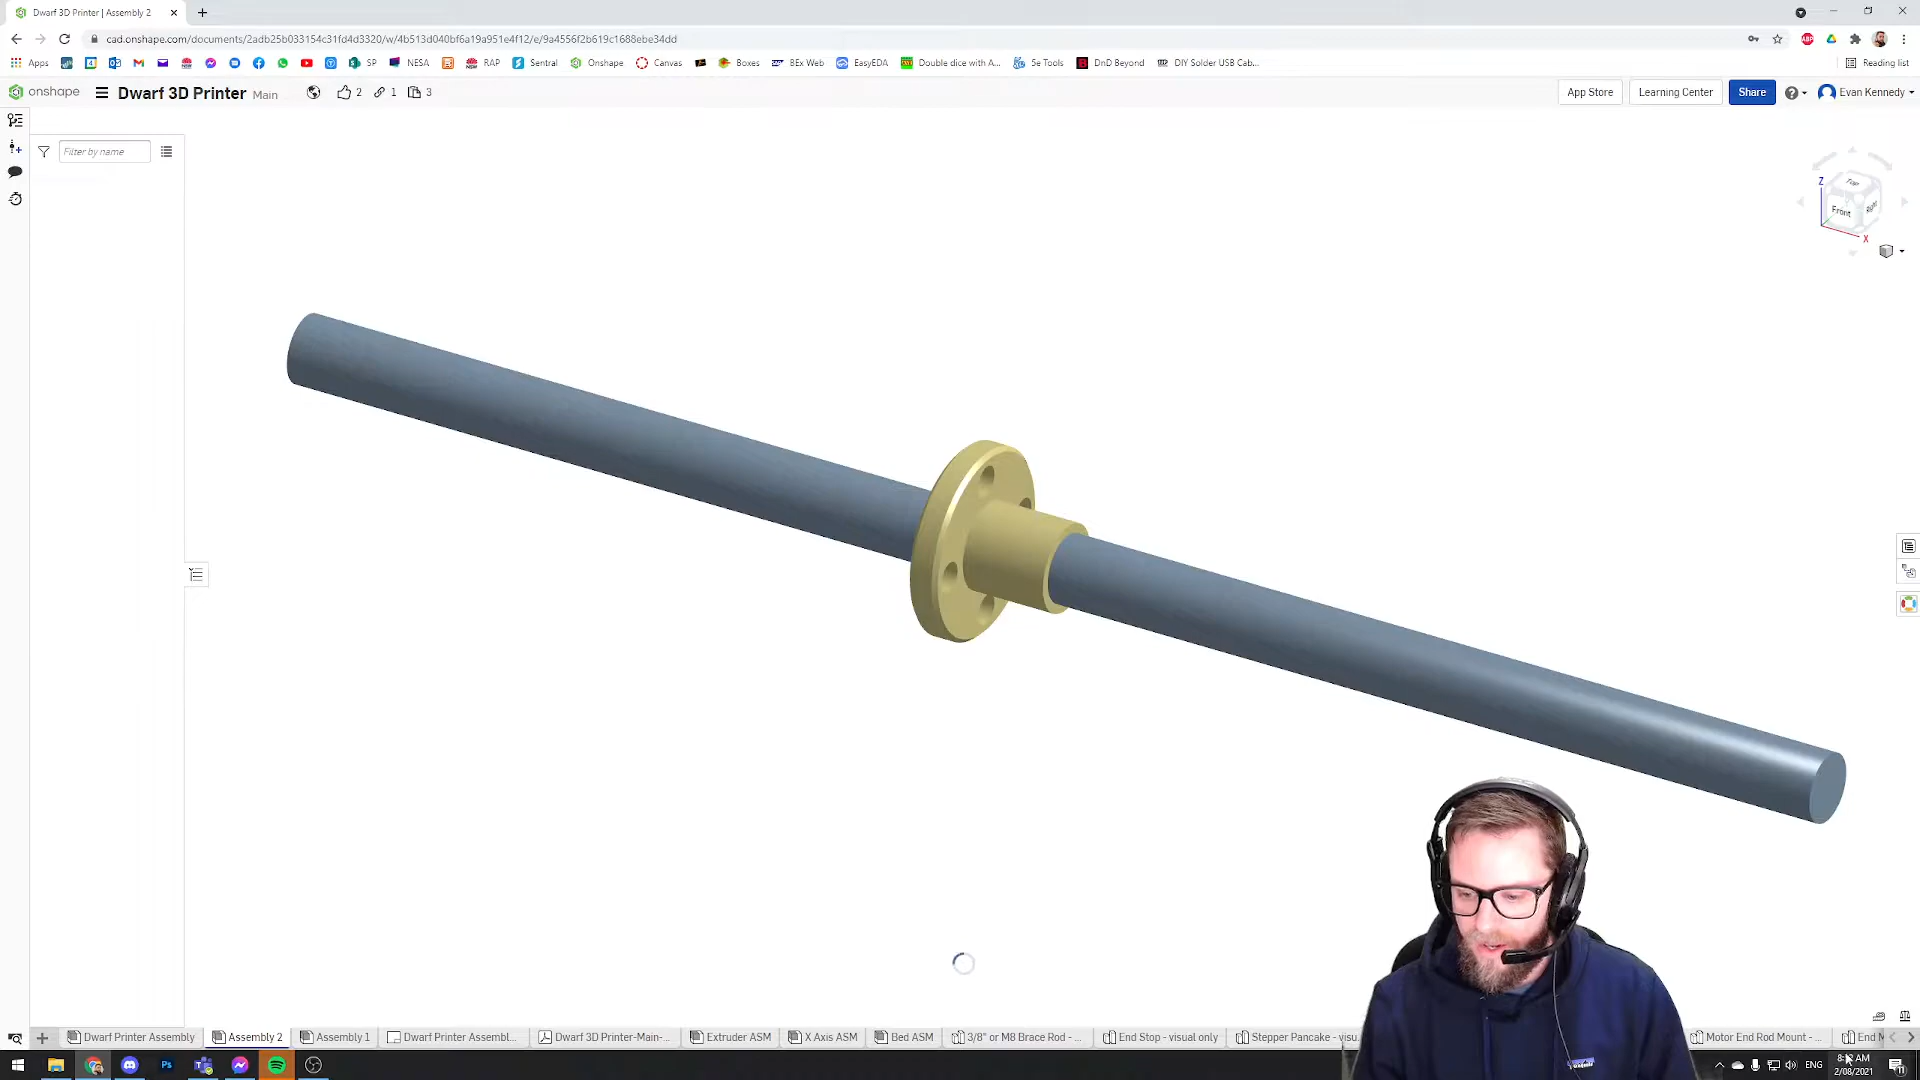 Dwarf 3D Printer | Assembly 2
cad.onshape.com/documents/2adb25b033154c31fd4d3320/w/4b513d040bf6a19a951e4f12/e/9a4556f2b619c1688ebe34dd
Apps SP NESA RAP Sentral Onshape Canvas Boxes BEx Web EasyEDA Double dice with A... 5e Tools DnD Beyond DIY Solder USB Cab... Reading list
onshape Dwarf 3D Printer Main 2 1 3 App Store Learning Center Share Evan Kennedy
Filter by name
Z
Top
Front Right
X
Dwarf Printer Assembly Assembly 2 Assembly 1 Dwarf Printer Assembl... Dwarf 3D Printer-Main-... Extruder ASM X Axis ASM Bed ASM 3/8" or M8 Brace Rod - ... End Stop - visual only Stepper Pancake - visu... Motor End Rod Mount - ...
ENG
2/08/2021